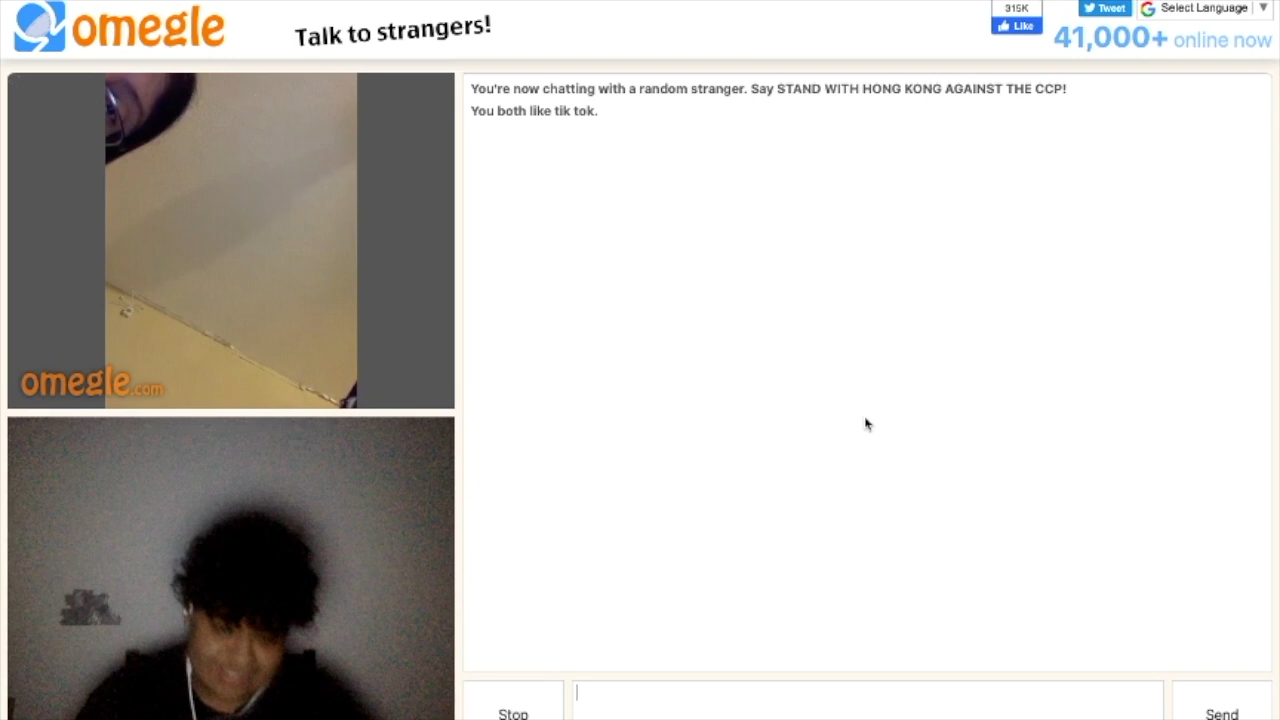 omegle
Talk to strangers!
315K
Like
Tweet
Select Language
41,000+ online now
You're now chatting with a random stranger. Say STAND WITH HONG KONG AGAINST THE CCP!
You both like tik tok.
omegle.com
Stop
Send